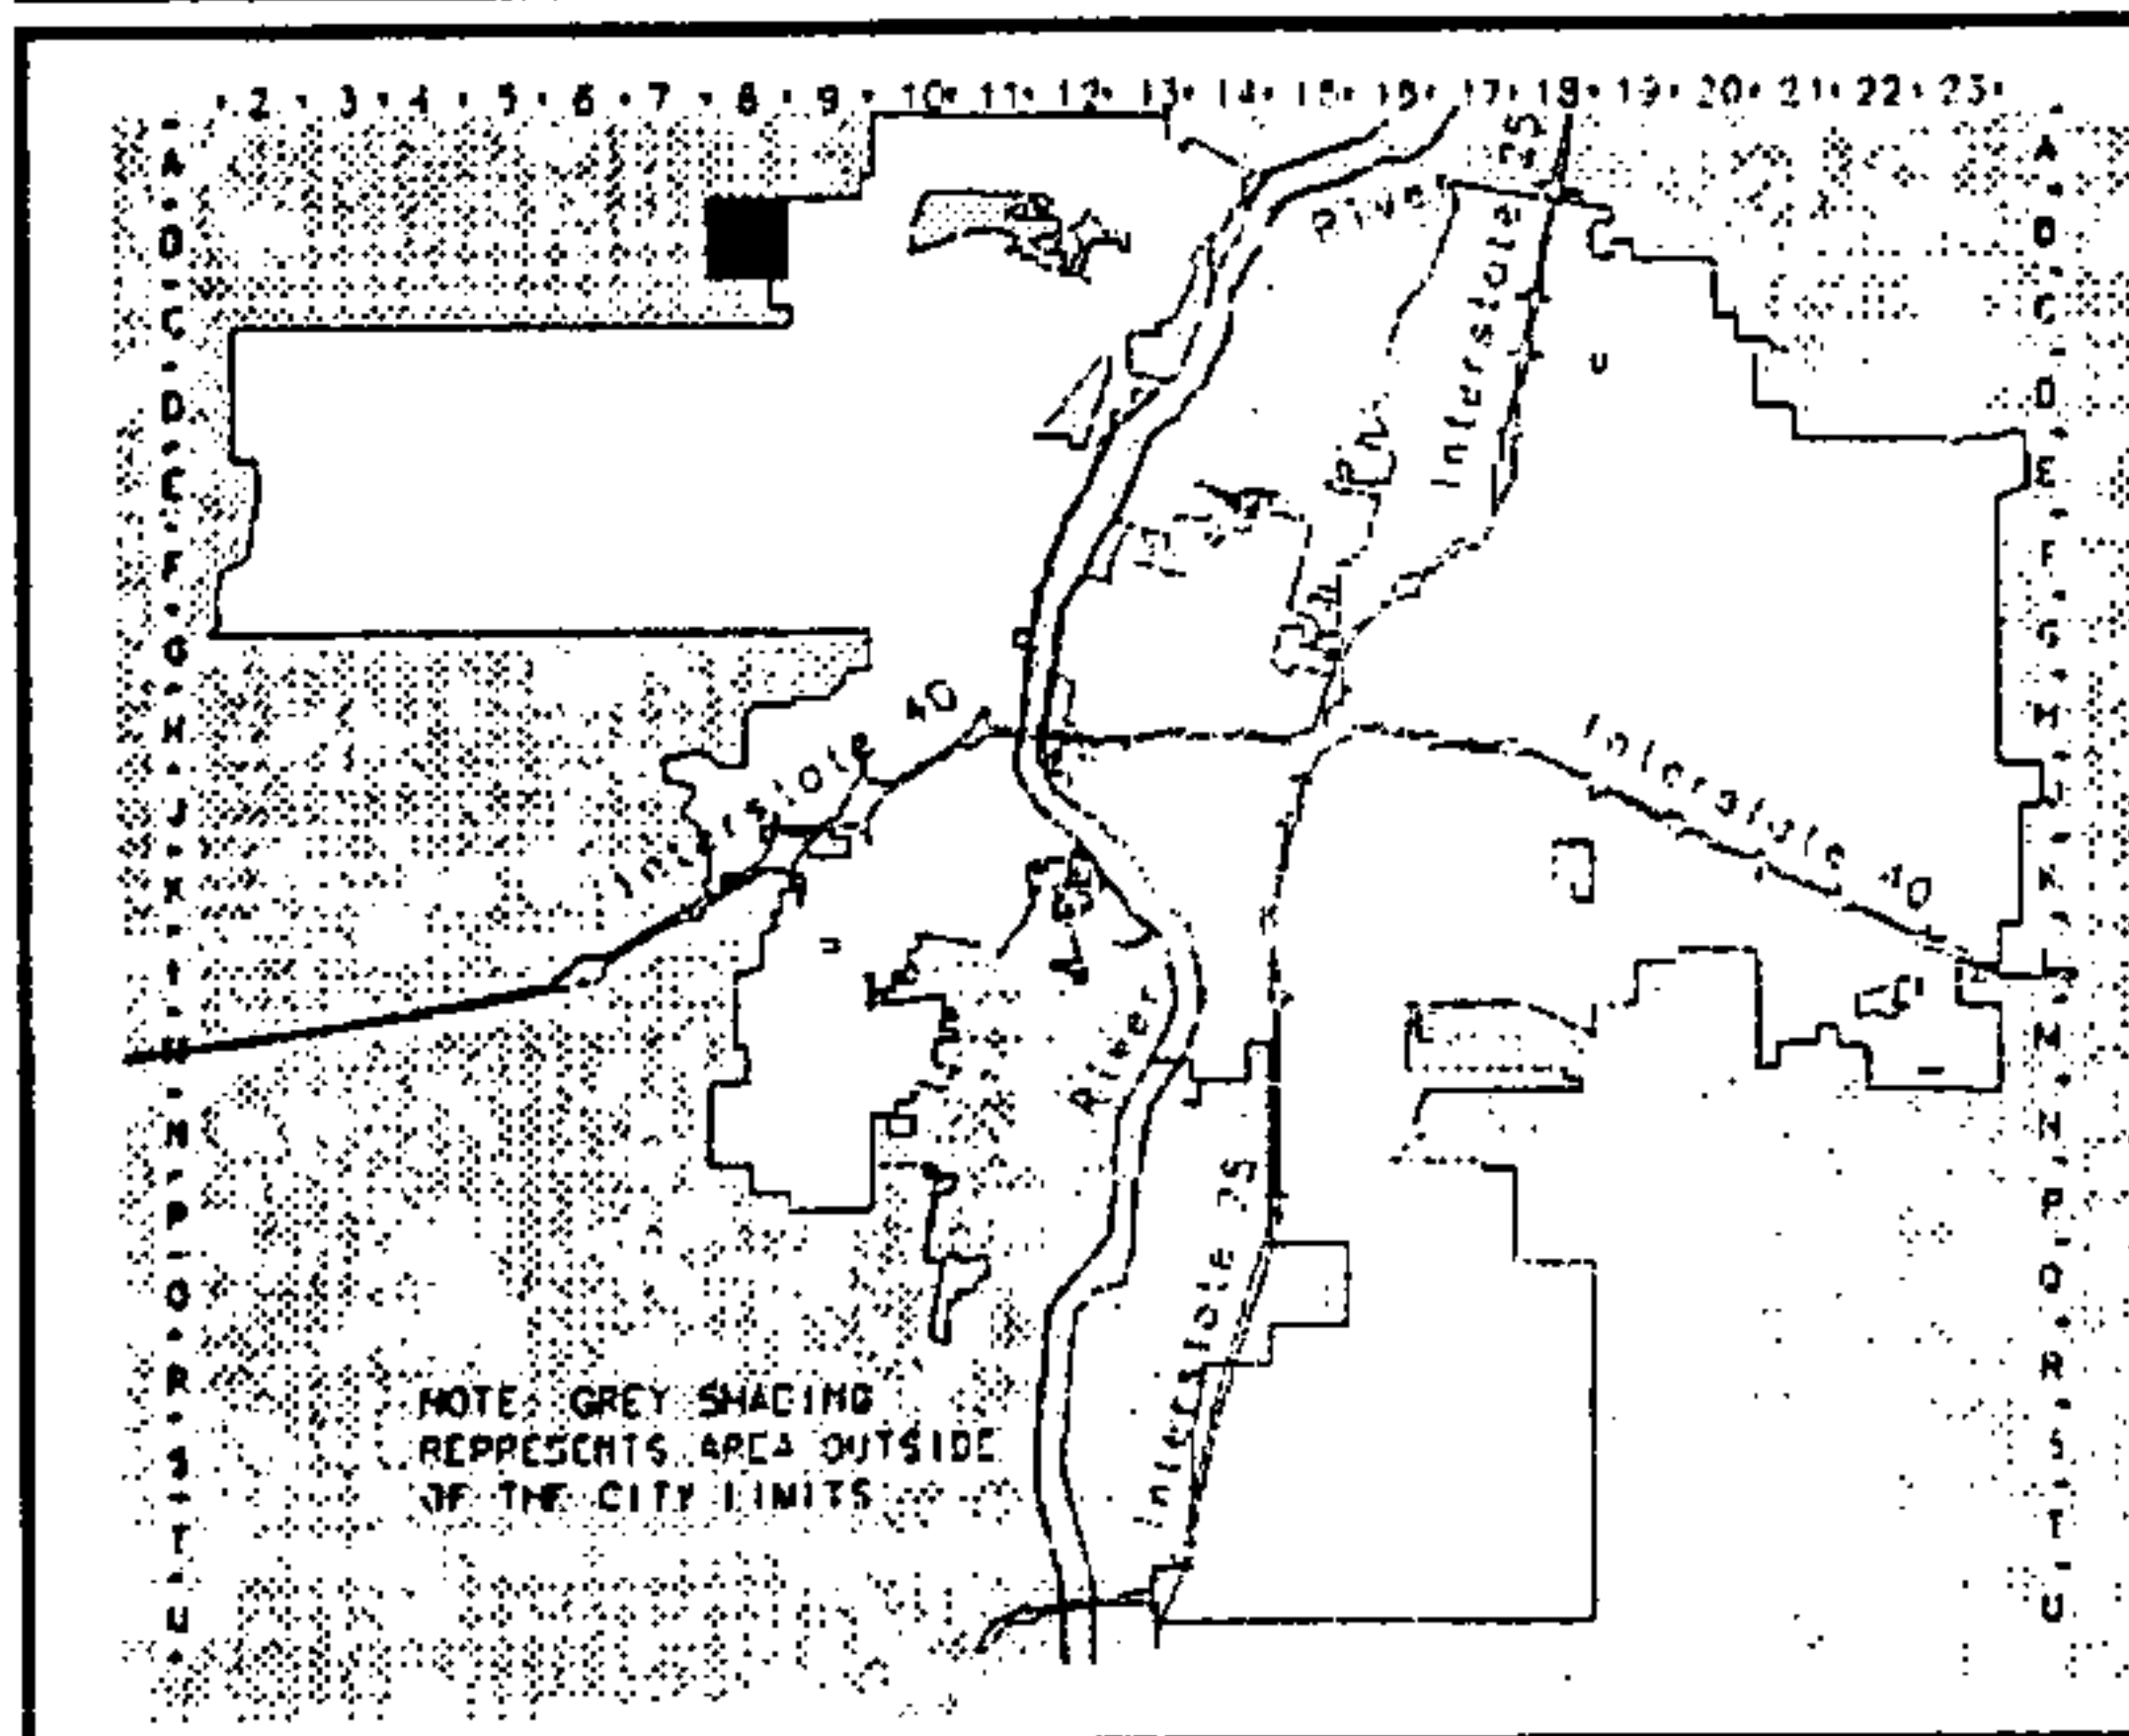 2 3 4 5 6 7 8 9 10 11 12 13 14 15 16 17 18 19 20 21 22 23
A
B
C
D
E
F
G
H
J
K
L
M
N
P
Q
R
S
T
U
River
Interstate 25
Interstate 40
Interstate 40
River
Interstate 25
NOTE: GREY SHADING
REPRESENTS AREA OUTSIDE
OF THE CITY LIMITS
A
B
C
D
E
F
G
H
J
K
L
M
N
P
Q
R
S
T
U